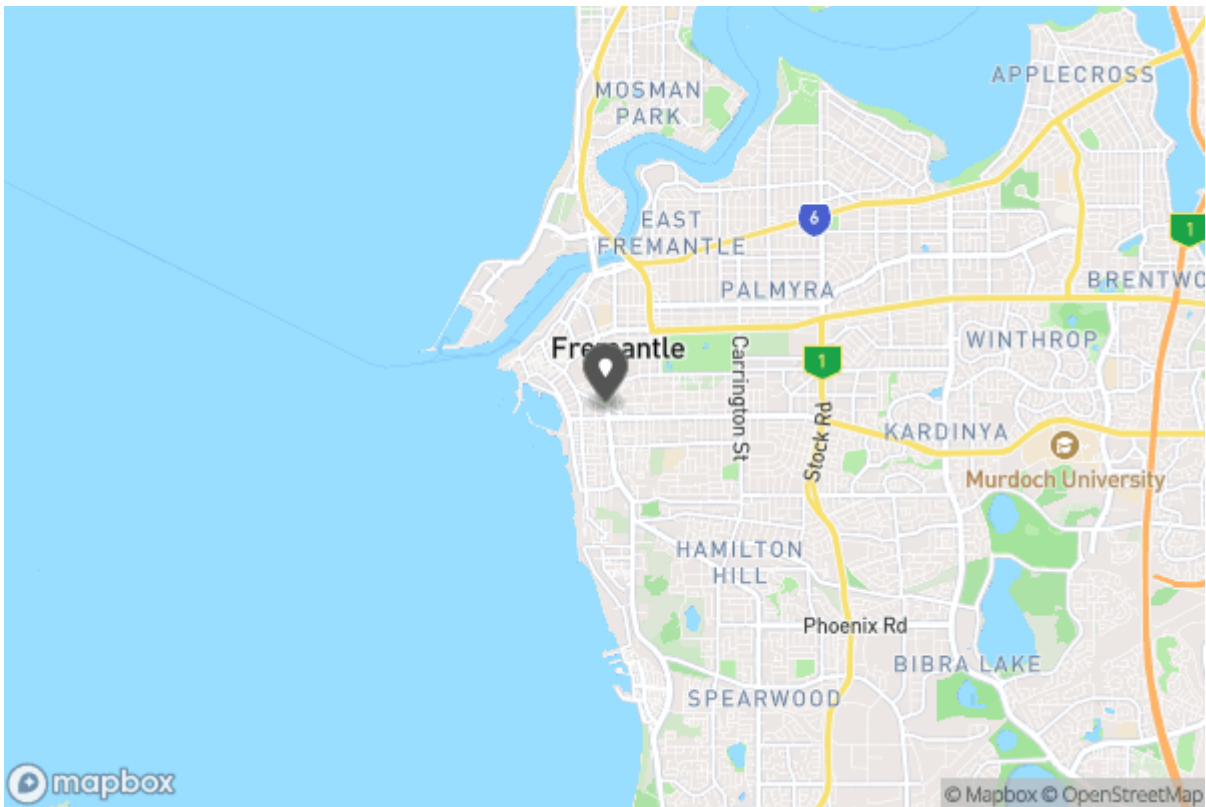 APPLECROSS
MOSMAN
PARK
6
EAST
FREMANTLE
1
BRENTWO
PALMYRA
WINTHROP
Fremantle
1
Carrington St
Stock Rd
KARDINYA
Murdoch University
HAMILTON
HILL
Phoenix Rd
BIBRA LAKE
SPEARWOOD
mapbox
© Mapbox © OpenStreetMap